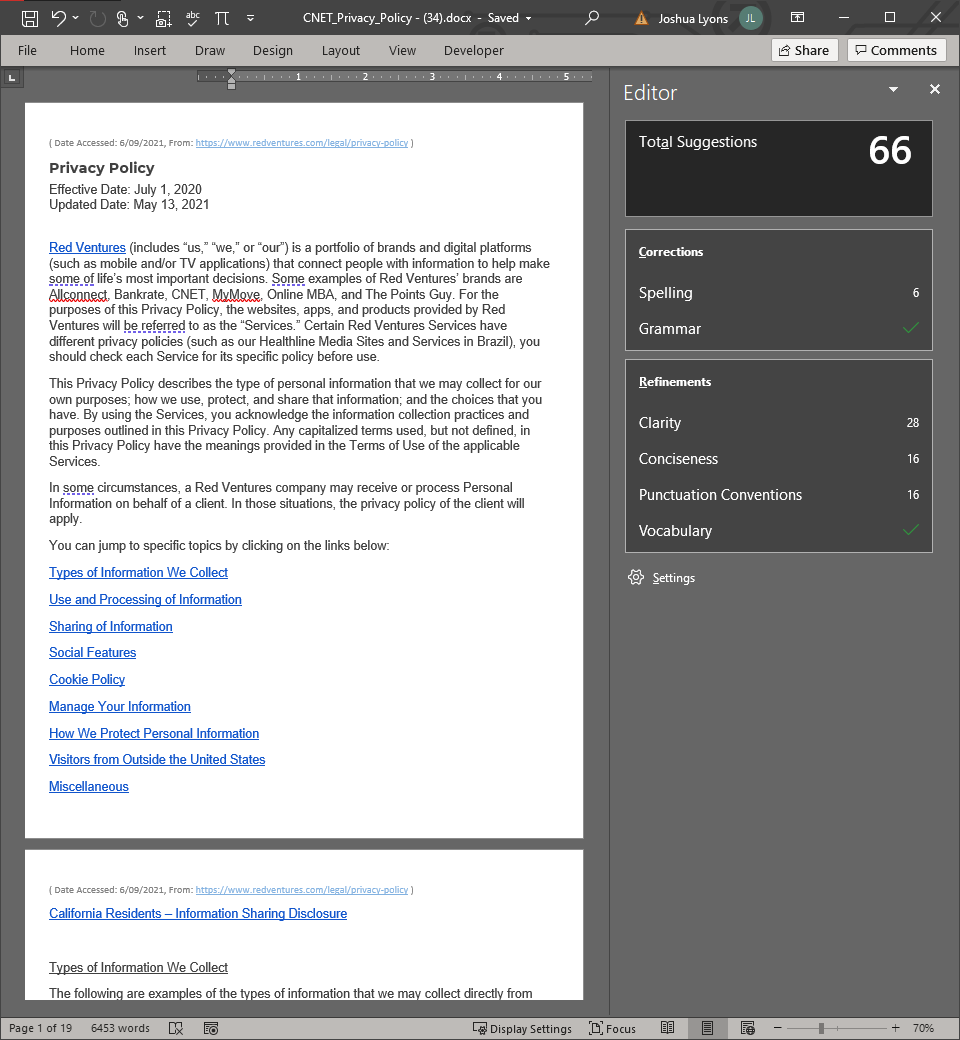 abc
CNET_Privacy_Policy - (34).docx - Saved
Joshua Lyons JL
File Home Insert Draw Design Layout View Developer Share Comments
L
1 2 3 4 5
( Date Accessed: 6/09/2021, From: https://www.redventures.com/legal/privacy-policy )
Privacy Policy
Effective Date: July 1, 2020
Updated Date: May 13, 2021
Red Ventures (includes “us,” “we,” or “our”) is a portfolio of brands and digital platforms
(such as mobile and/or TV applications) that connect people with information to help make
some of life’s most important decisions. Some examples of Red Ventures’ brands are
Allconnect, Bankrate, CNET, MyMove, Online MBA, and The Points Guy. For the
purposes of this Privacy Policy, the websites, apps, and products provided by Red
Ventures will be referred to as the “Services.” Certain Red Ventures Services have
different privacy policies (such as our Healthline Media Sites and Services in Brazil), you
should check each Service for its specific policy before use.
This Privacy Policy describes the type of personal information that we may collect for our
own purposes; how we use, protect, and share that information; and the choices that you
have. By using the Services, you acknowledge the information collection practices and
purposes outlined in this Privacy Policy. Any capitalized terms used, but not defined, in
this Privacy Policy have the meanings provided in the Terms of Use of the applicable
Services.
In some circumstances, a Red Ventures company may receive or process Personal
Information on behalf of a client. In those situations, the privacy policy of the client will
apply.
You can jump to specific topics by clicking on the links below:
Types of Information We Collect
Use and Processing of Information
Sharing of Information
Social Features
Cookie Policy
Manage Your Information
How We Protect Personal Information
Visitors from Outside the United States
Miscellaneous
( Date Accessed: 6/09/2021, From: https://www.redventures.com/legal/privacy-policy )
California Residents – Information Sharing Disclosure
Types of Information We Collect
The following are examples of the types of information that we may collect directly from
Editor
Total Suggestions 66
Corrections
Spelling 6
Grammar
Refinements
Clarity 28
Conciseness 16
Punctuation Conventions 16
Vocabulary
Settings
Page 1 of 19 6453 words Display Settings Focus 70%